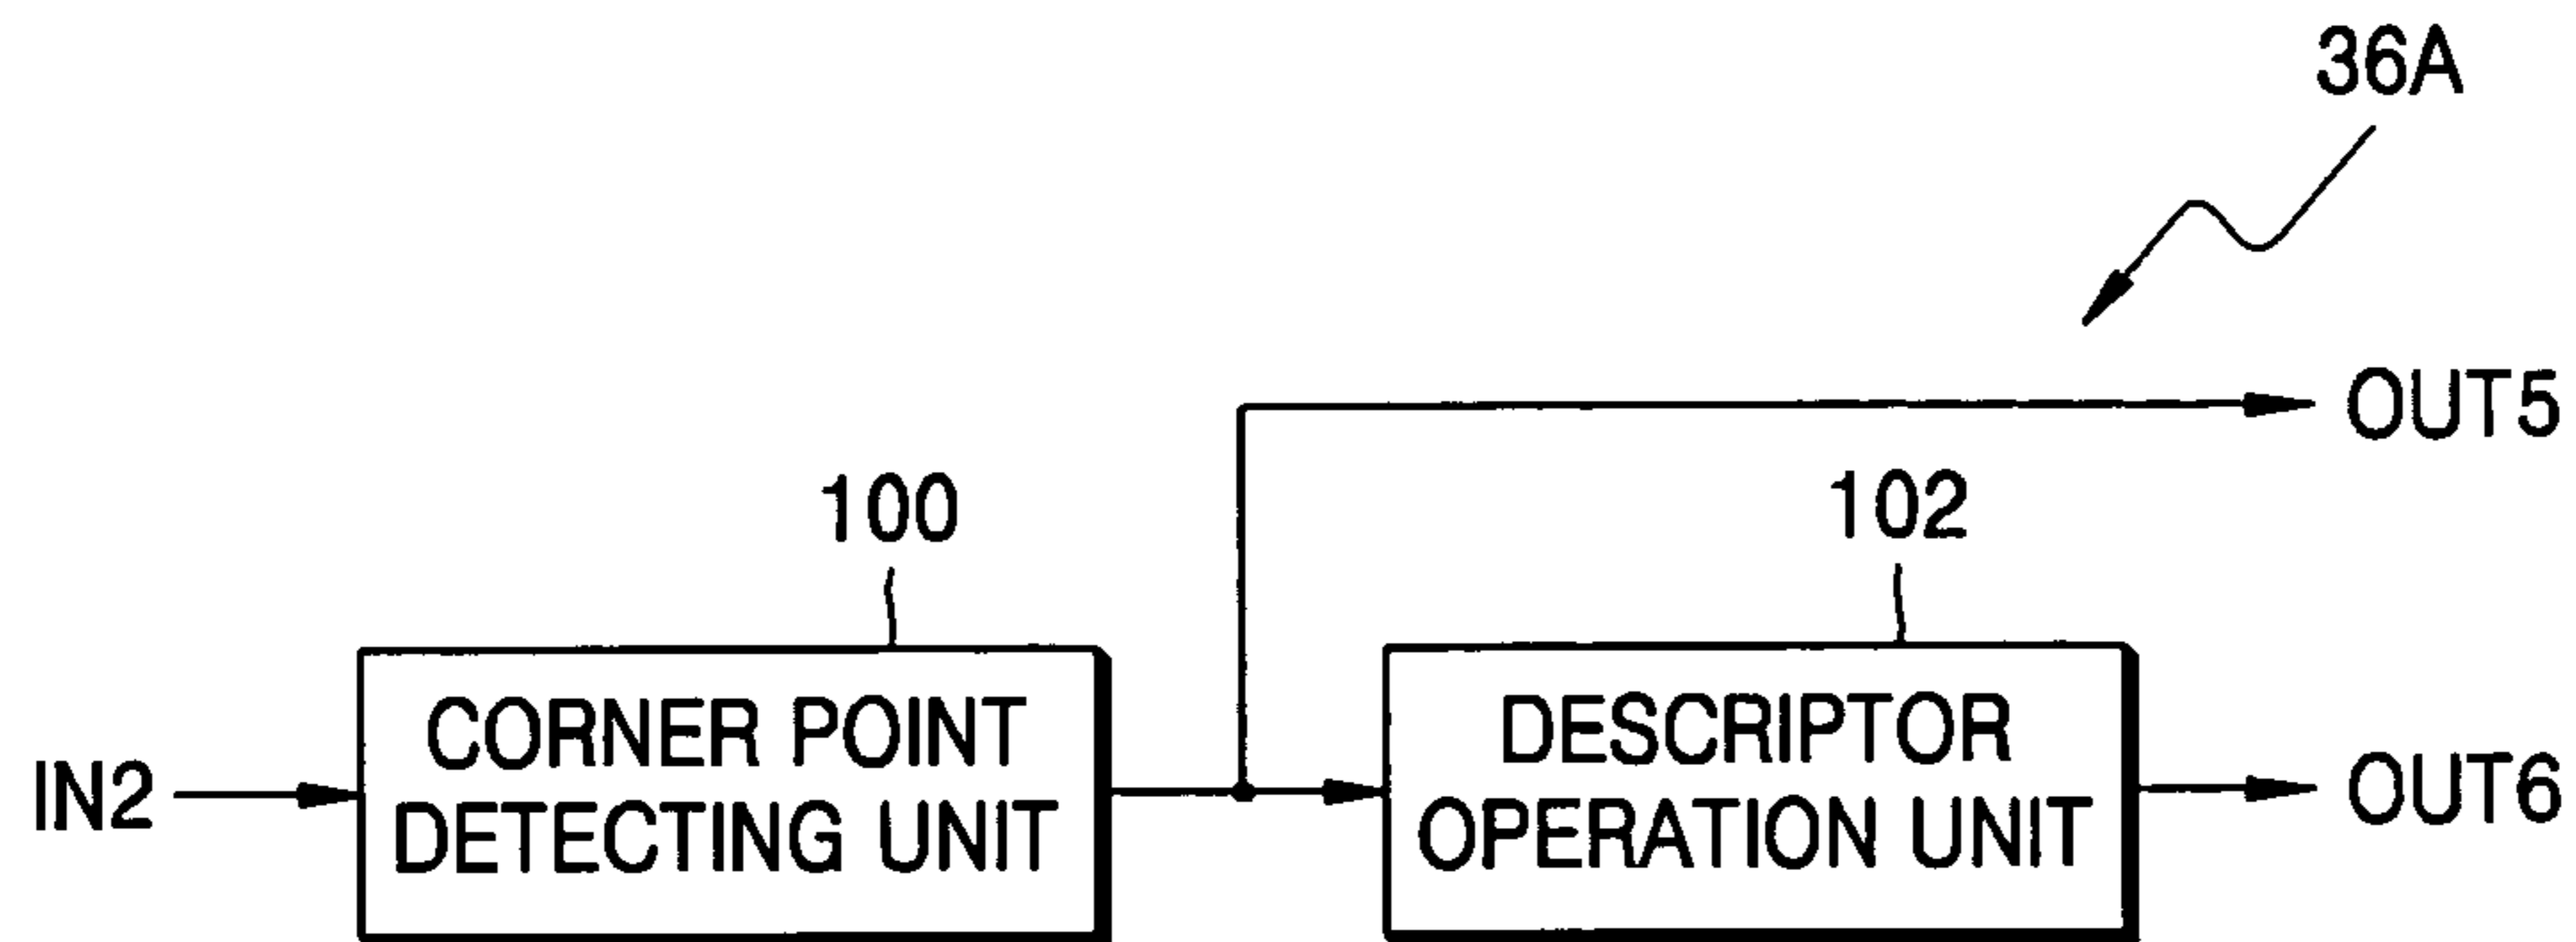 36A
OUT5
100
102
IN2
CORNER POINT
DETECTING UNIT
DESCRIPTOR
OPERATION UNIT
OUT6